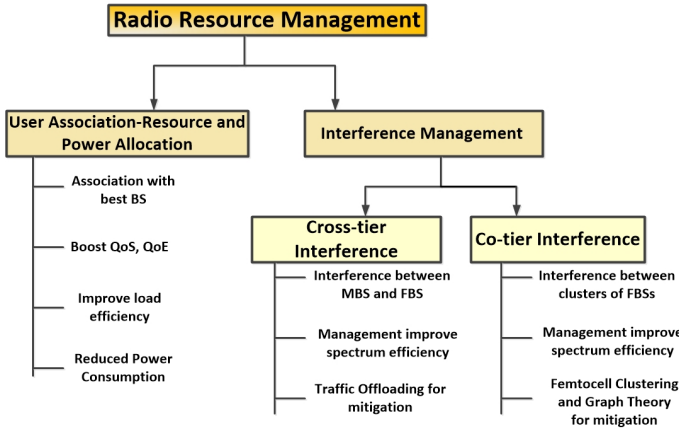 Radio Resource Management
User Association-Resource and
Power Allocation
Association with
best BS
Boost QoS, QoE
Improve load
efficiency
Reduced Power
Consumption
Interference Management
Cross-tier
Interference
Interference between
MBS and FBS
Management improve
spectrum efficiency
Traffic Offloading for
mitigation
Co-tier Interference
Interference between
clusters of FBSs
Management improve
spectrum efficiency
Femtocell Clustering
and Graph Theory
for mitigation